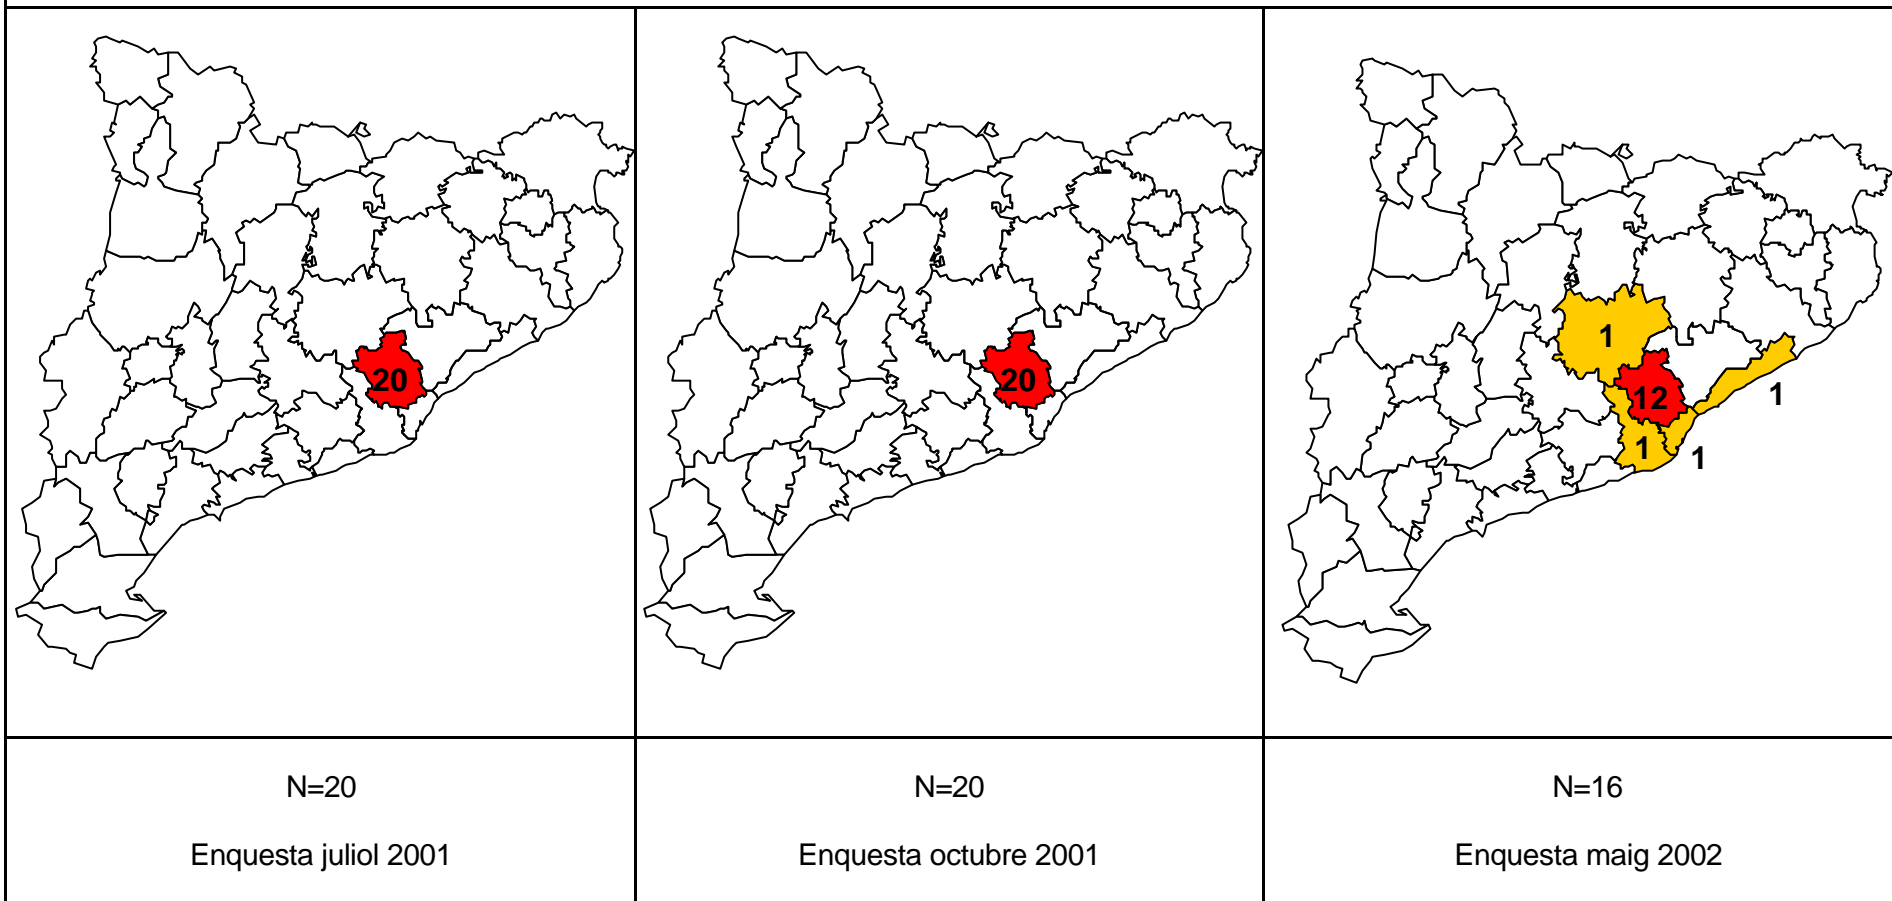 20
20
1
12
1
1
1
N=20
N=20
N=16
Enquesta juliol 2001
Enquesta octubre 2001
Enquesta maig 2002